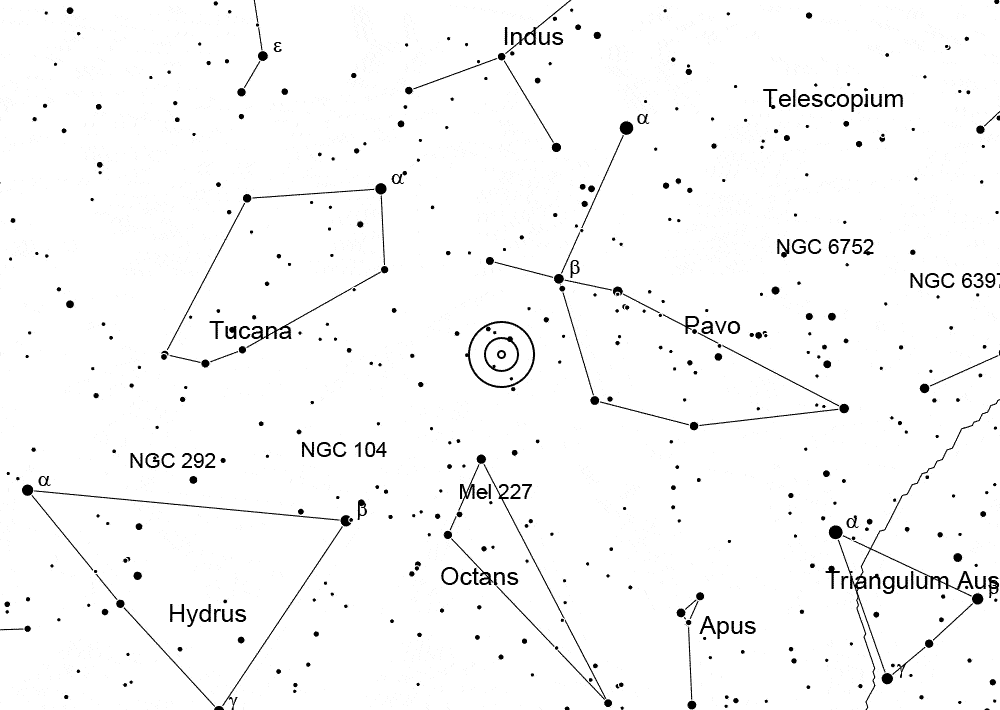 Indus
ε
Telescopium
α
α
NGC 6752
β
NGC 6397
Pavo
Tucana
NGC 104
NGC 292
α
Mel 227
β
α
Octans
Triangulum Aus
β
Hydrus
Apus
γ
γ